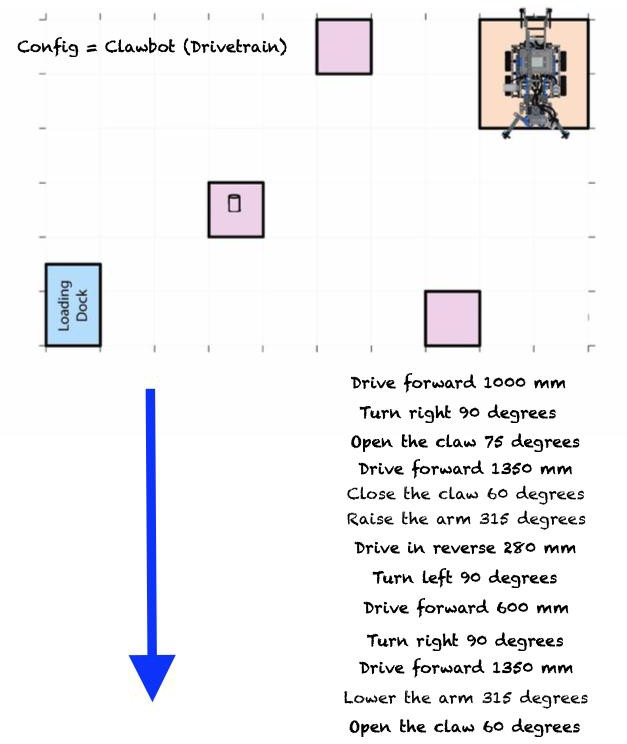 Config = Clawbot (Drivetrain)
Loading
Dock
Drive forward 1000 mm
Turn right 90 degrees
Open the claw 75 degrees
Drive forward 1350 mm
Close the claw 60 degrees
Raise the arm 315 degrees
Drive in reverse 280 mm
Turn left 90 degrees
Drive forward 600 mm
Turn right 90 degrees
Drive forward 1350 mm
Lower the arm 315 degrees
Open the claw 60 degrees